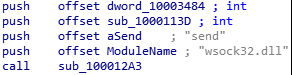 push    offset dword_10003484 ; int
push    offset sub_1000113D ; int
push    offset aSend    ; "send"
push    offset ModuleName ; "wsock32.dll"
call    sub_100012A3